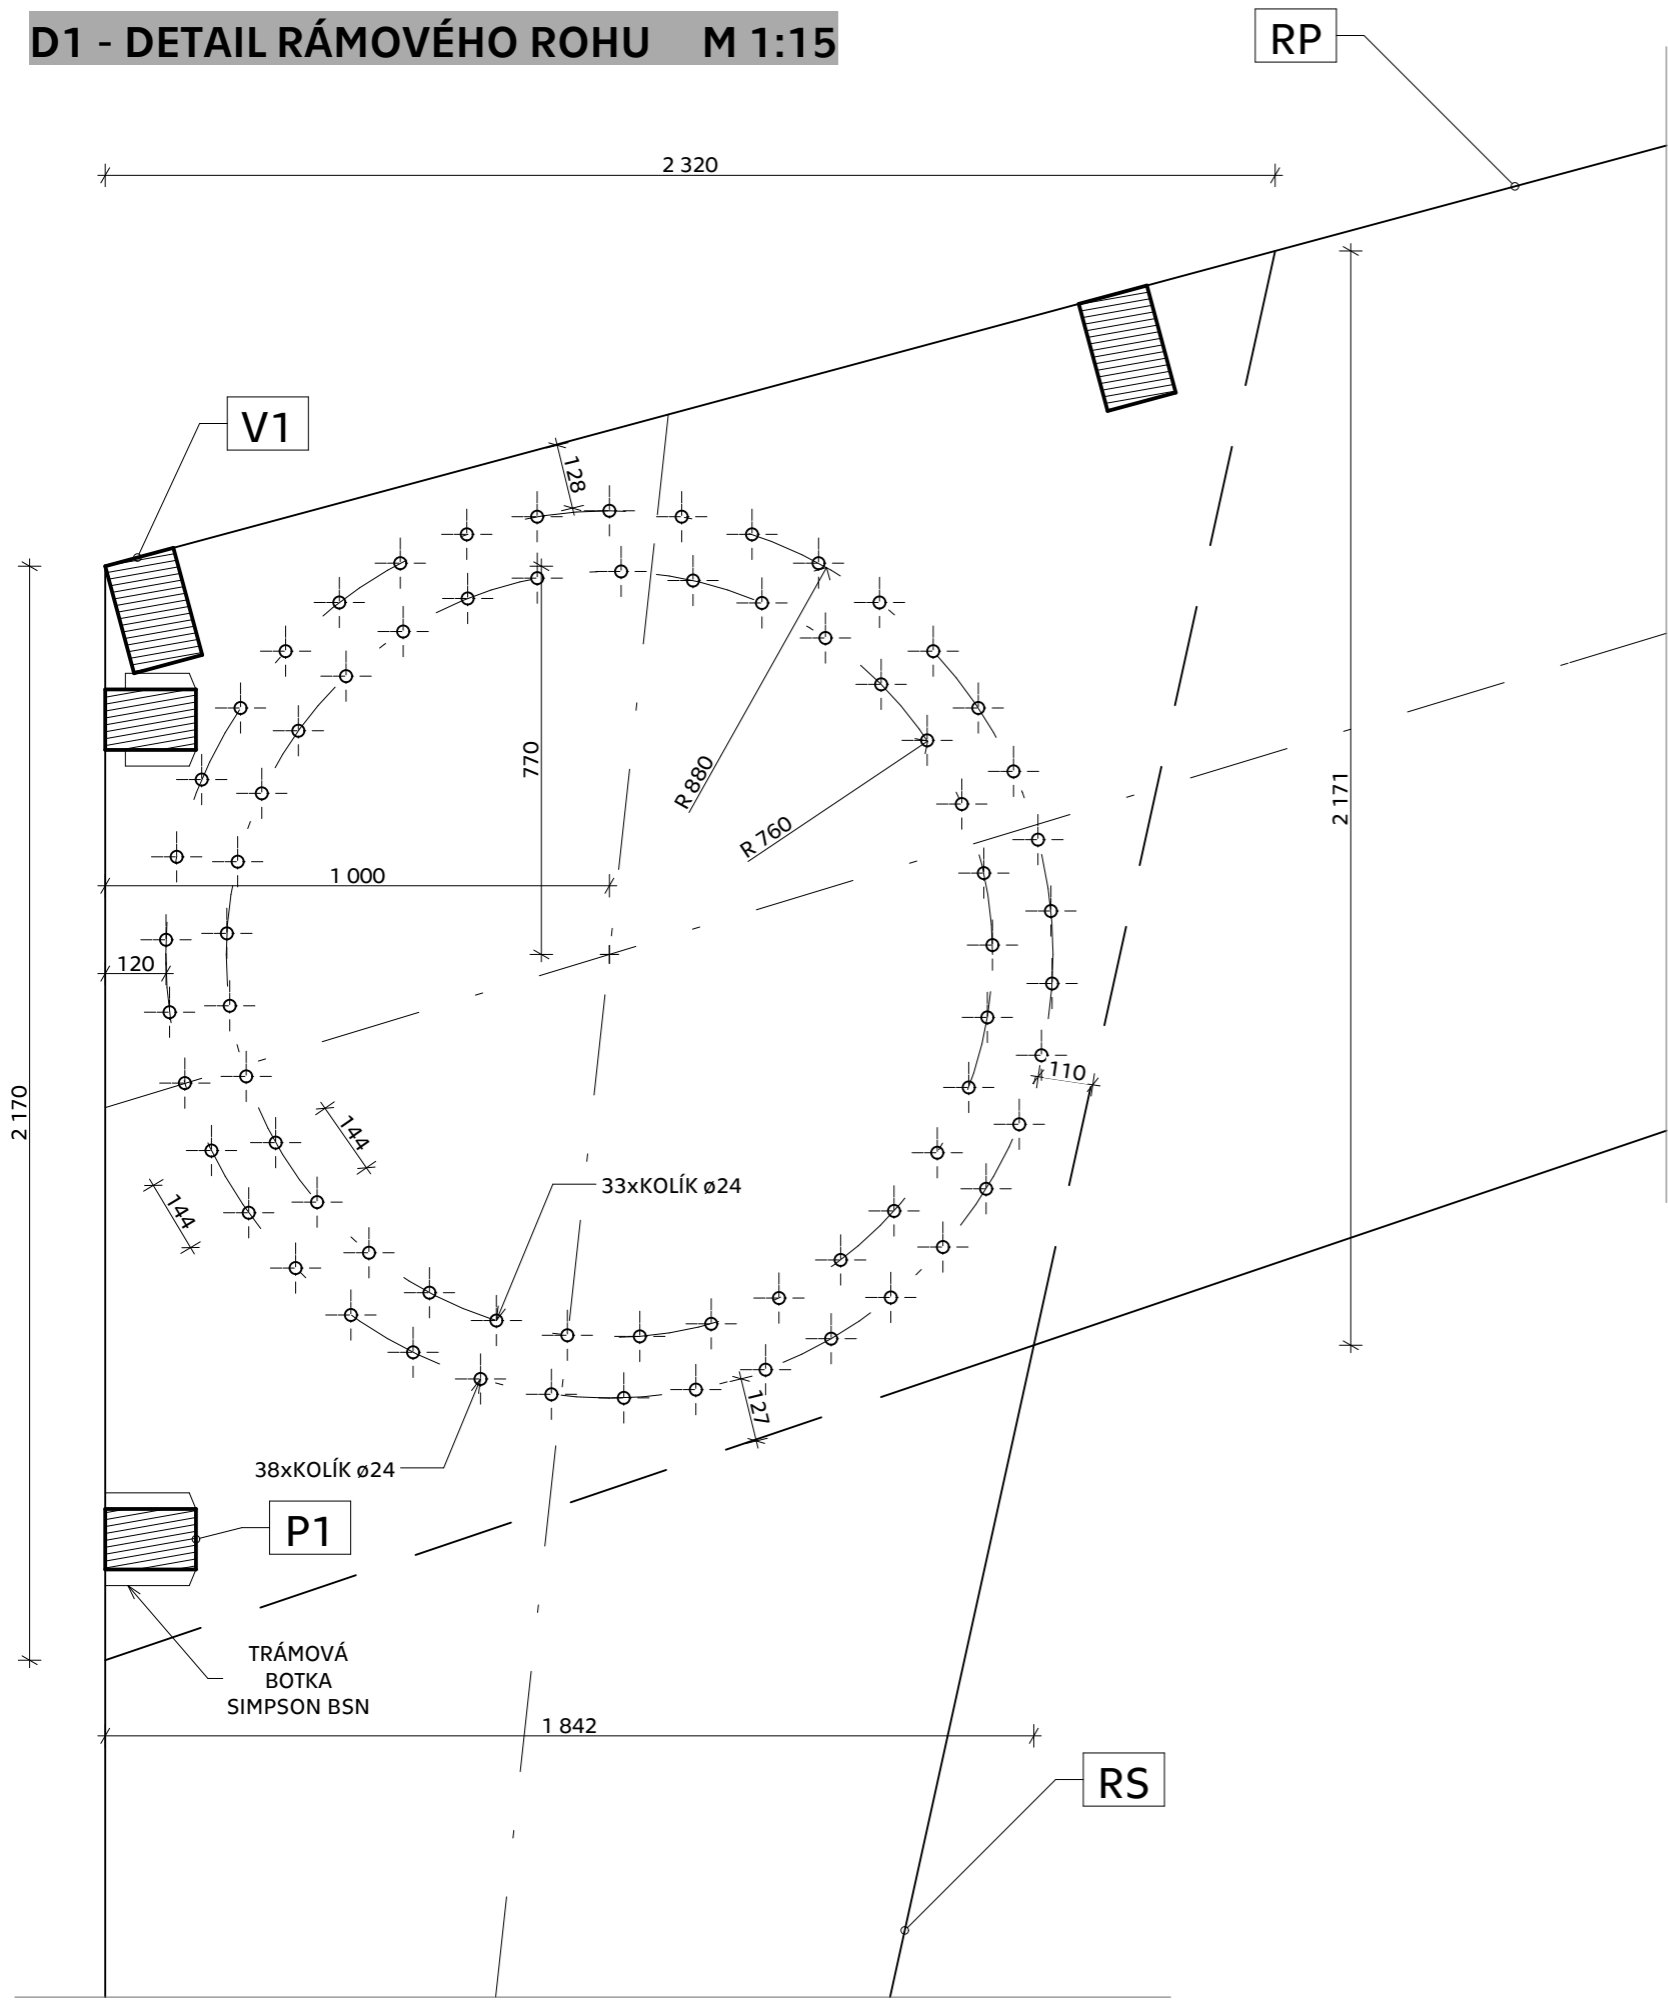 D1 - DETAIL RÁMOVÉHO ROHU M 1:15
RP
2 320
V1
128
770
R 880
R 760
2 171
1 000
120
110
2 170
144
144
33xKOLÍK ø24
127
38xKOLÍK ø24
P1
TRÁMOVÁ
BOTKA
SIMPSON BSN
1 842
RS